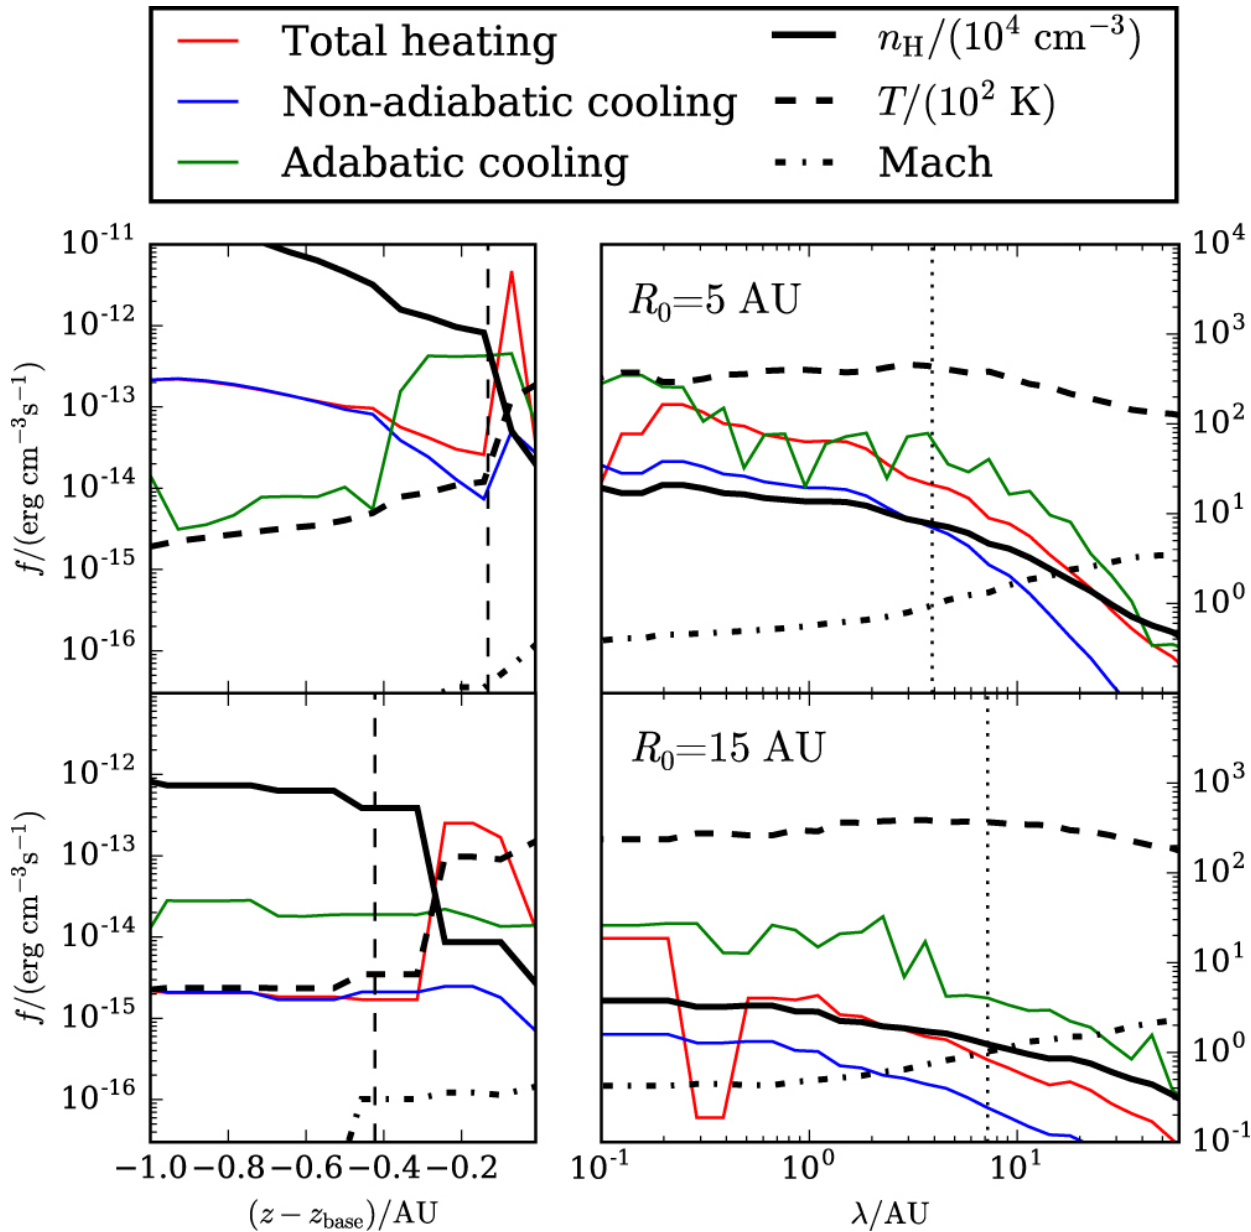 Total heating
Non-adiabatic cooling
Adabatic cooling
n_H/(10^4 cm^−3)
T/(10^2 K)
Mach
10^-11
10^-12
10^-13
10^-14
10^-15
10^-16
f/(erg cm^−3 s^−1)
R_0=5 AU
10^4
10^3
10^2
10^1
10^0
10^-12
10^-13
10^-14
10^-15
10^-16
f/(erg cm^−3 s^−1)
R_0=15 AU
10^3
10^2
10^1
10^0
10^-1
−1.0 −0.8 −0.6 −0.4 −0.2
(z − z_base)/AU
10^-1 10^0 10^1
λ/AU